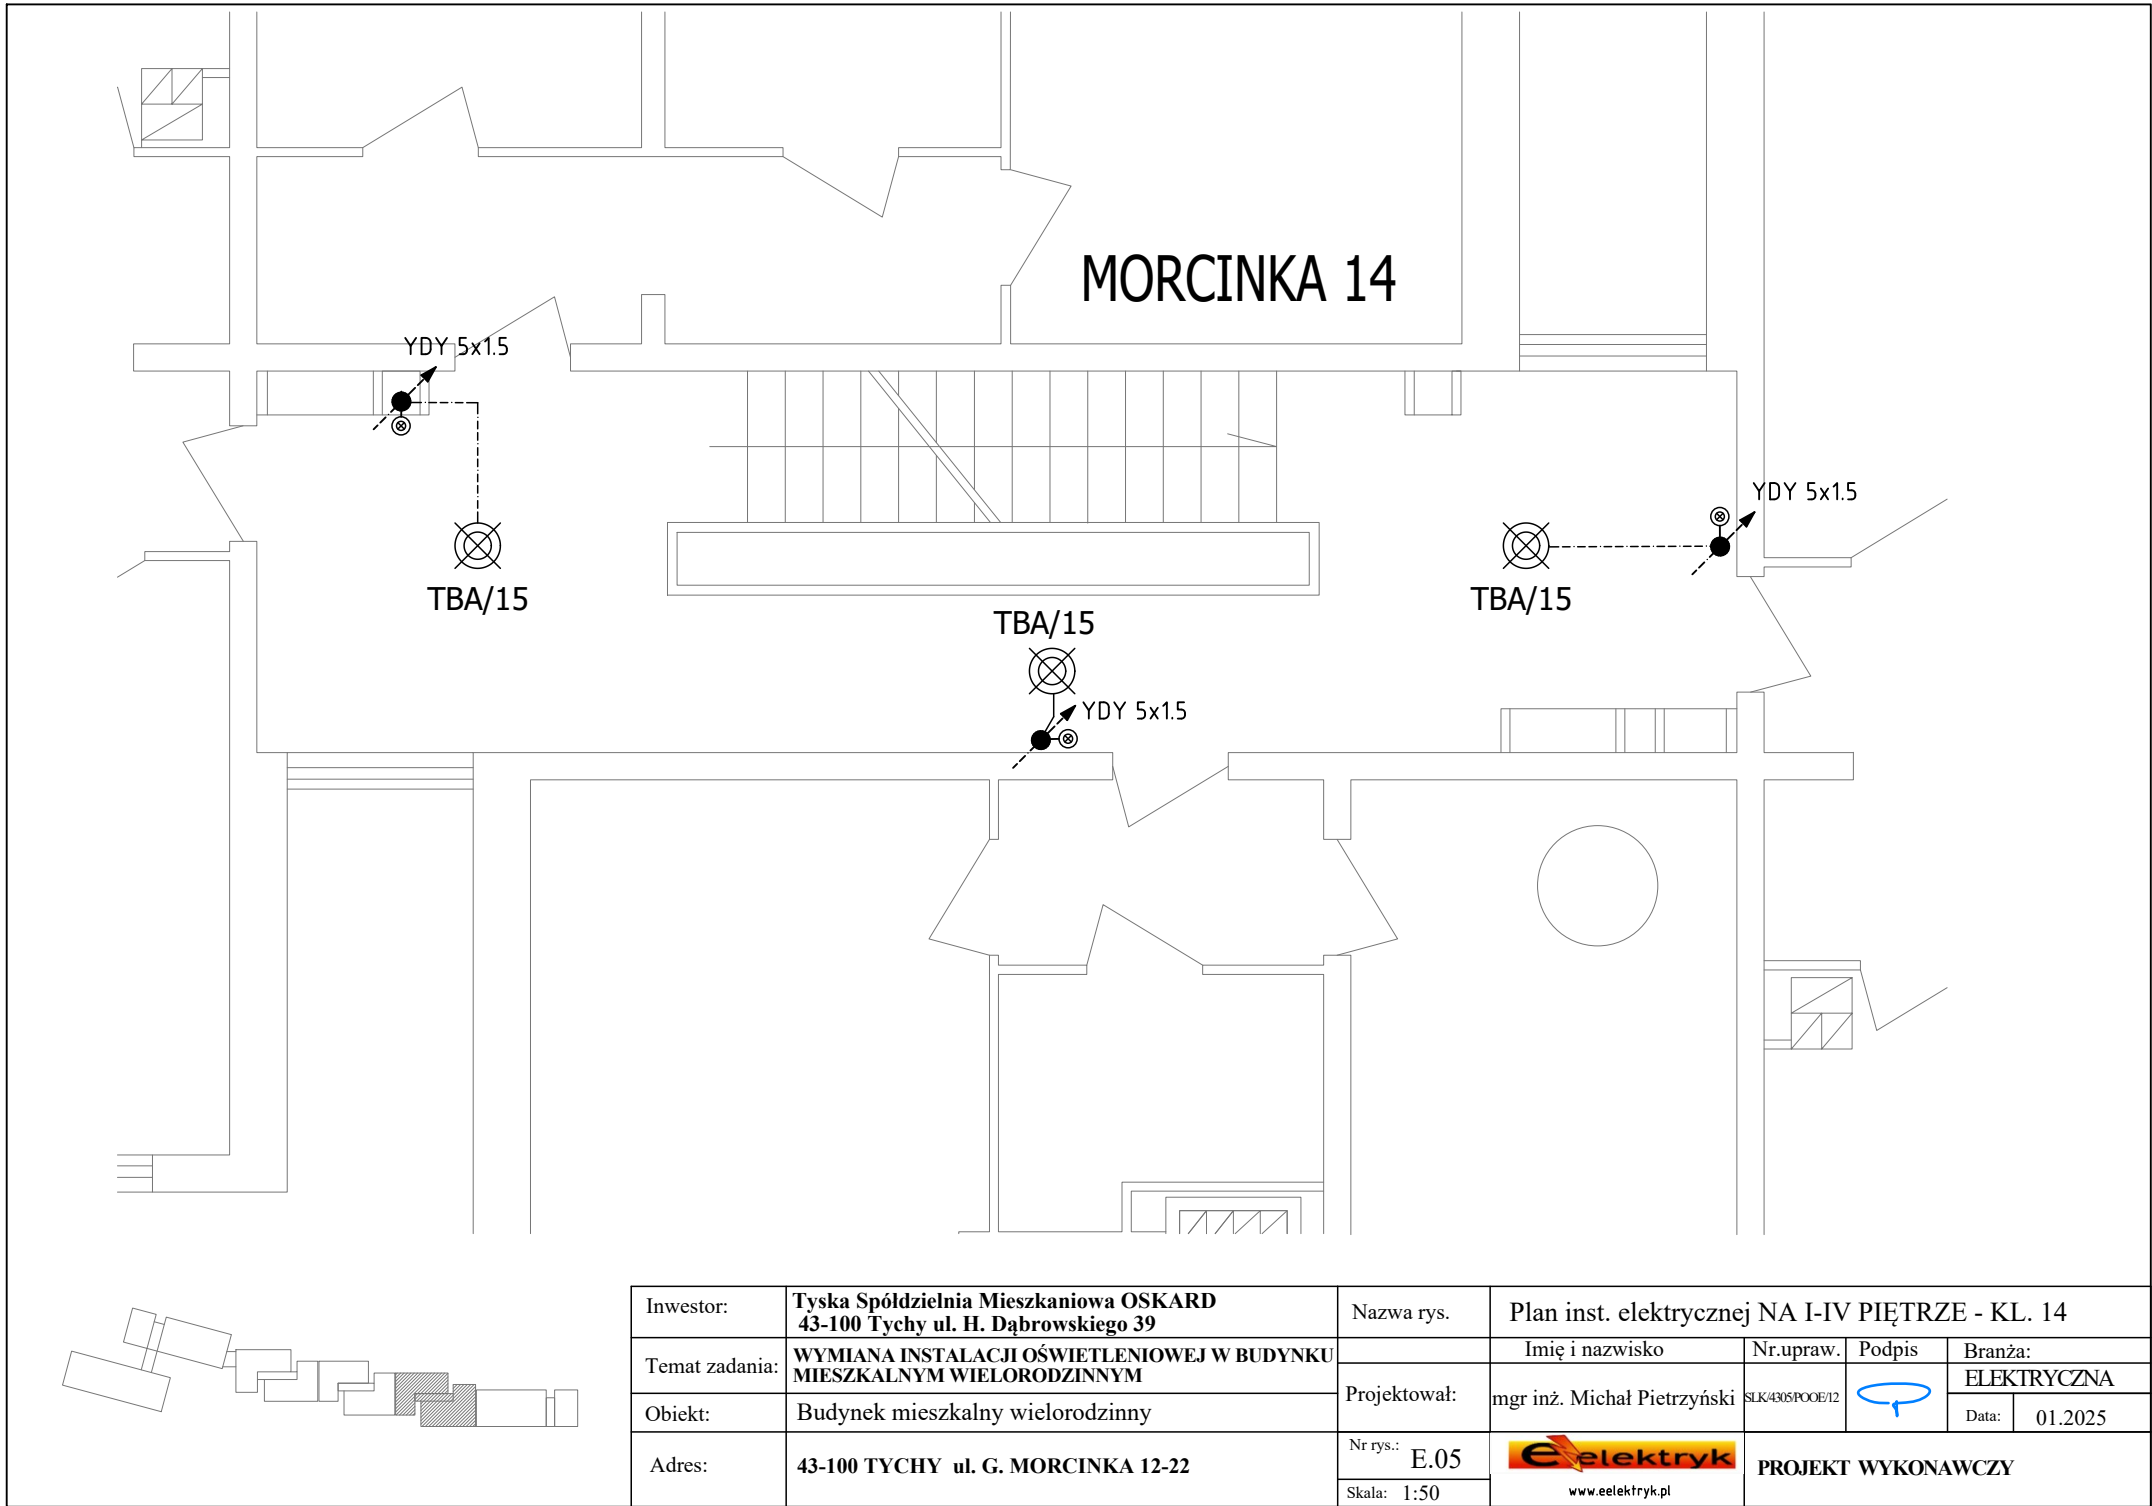 MORCINKA 14
YDY 5x1.5
YDY 5x1.5
TBA/15
TBA/15
TBA/15
YDY 5x1.5
Inwestor:
Tyska Spółdzielnia Mieszkaniowa OSKARD
43-100 Tychy ul. H. Dąbrowskiego 39
Nazwa rys.
Plan inst. elektrycznej NA I-IV PIĘTRZE - KL. 14
Temat zadania:
WYMIANA INSTALACJI OŚWIETLENIOWEJ W BUDYNKU
MIESZKALNYM WIELORODZINNYM
Imię i nazwisko
Nr.upraw.
Podpis
Branża:
Projektował:
mgr inż. Michał Pietrzyński
SLK/4305/POOE/12
ELEKTRYCZNA
Obiekt:
Budynek mieszkalny wielorodzinny
Data:
01.2025
Adres:
43-100 TYCHY ul. G. MORCINKA 12-22
Nr rys.:
E.05
Skala: 1:50
eelektryk
www.eelektryk.pl
PROJEKT WYKONAWCZY